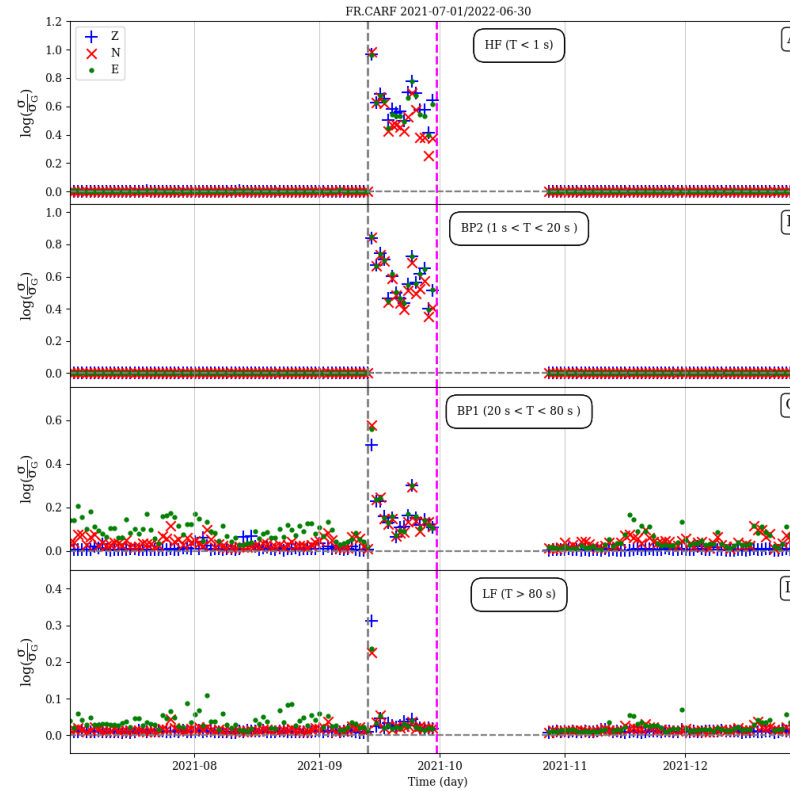 FR.CARF 2021-07-01/2022-06-30
Z
N
E
HF (T < 1 s)
log(σ/σG)
1.2
1.0
0.8
0.6
0.4
0.2
0.0
BP2 (1 s < T < 20 s )
log(σ/σG)
1.0
0.8
0.6
0.4
0.2
0.0
BP1 (20 s < T < 80 s )
log(σ/σG)
0.6
0.4
0.2
0.0
LF (T > 80 s)
log(σ/σG)
0.4
0.3
0.2
0.1
0.0
2021-08 2021-09 2021-10 2021-11 2021-12
Time (day)